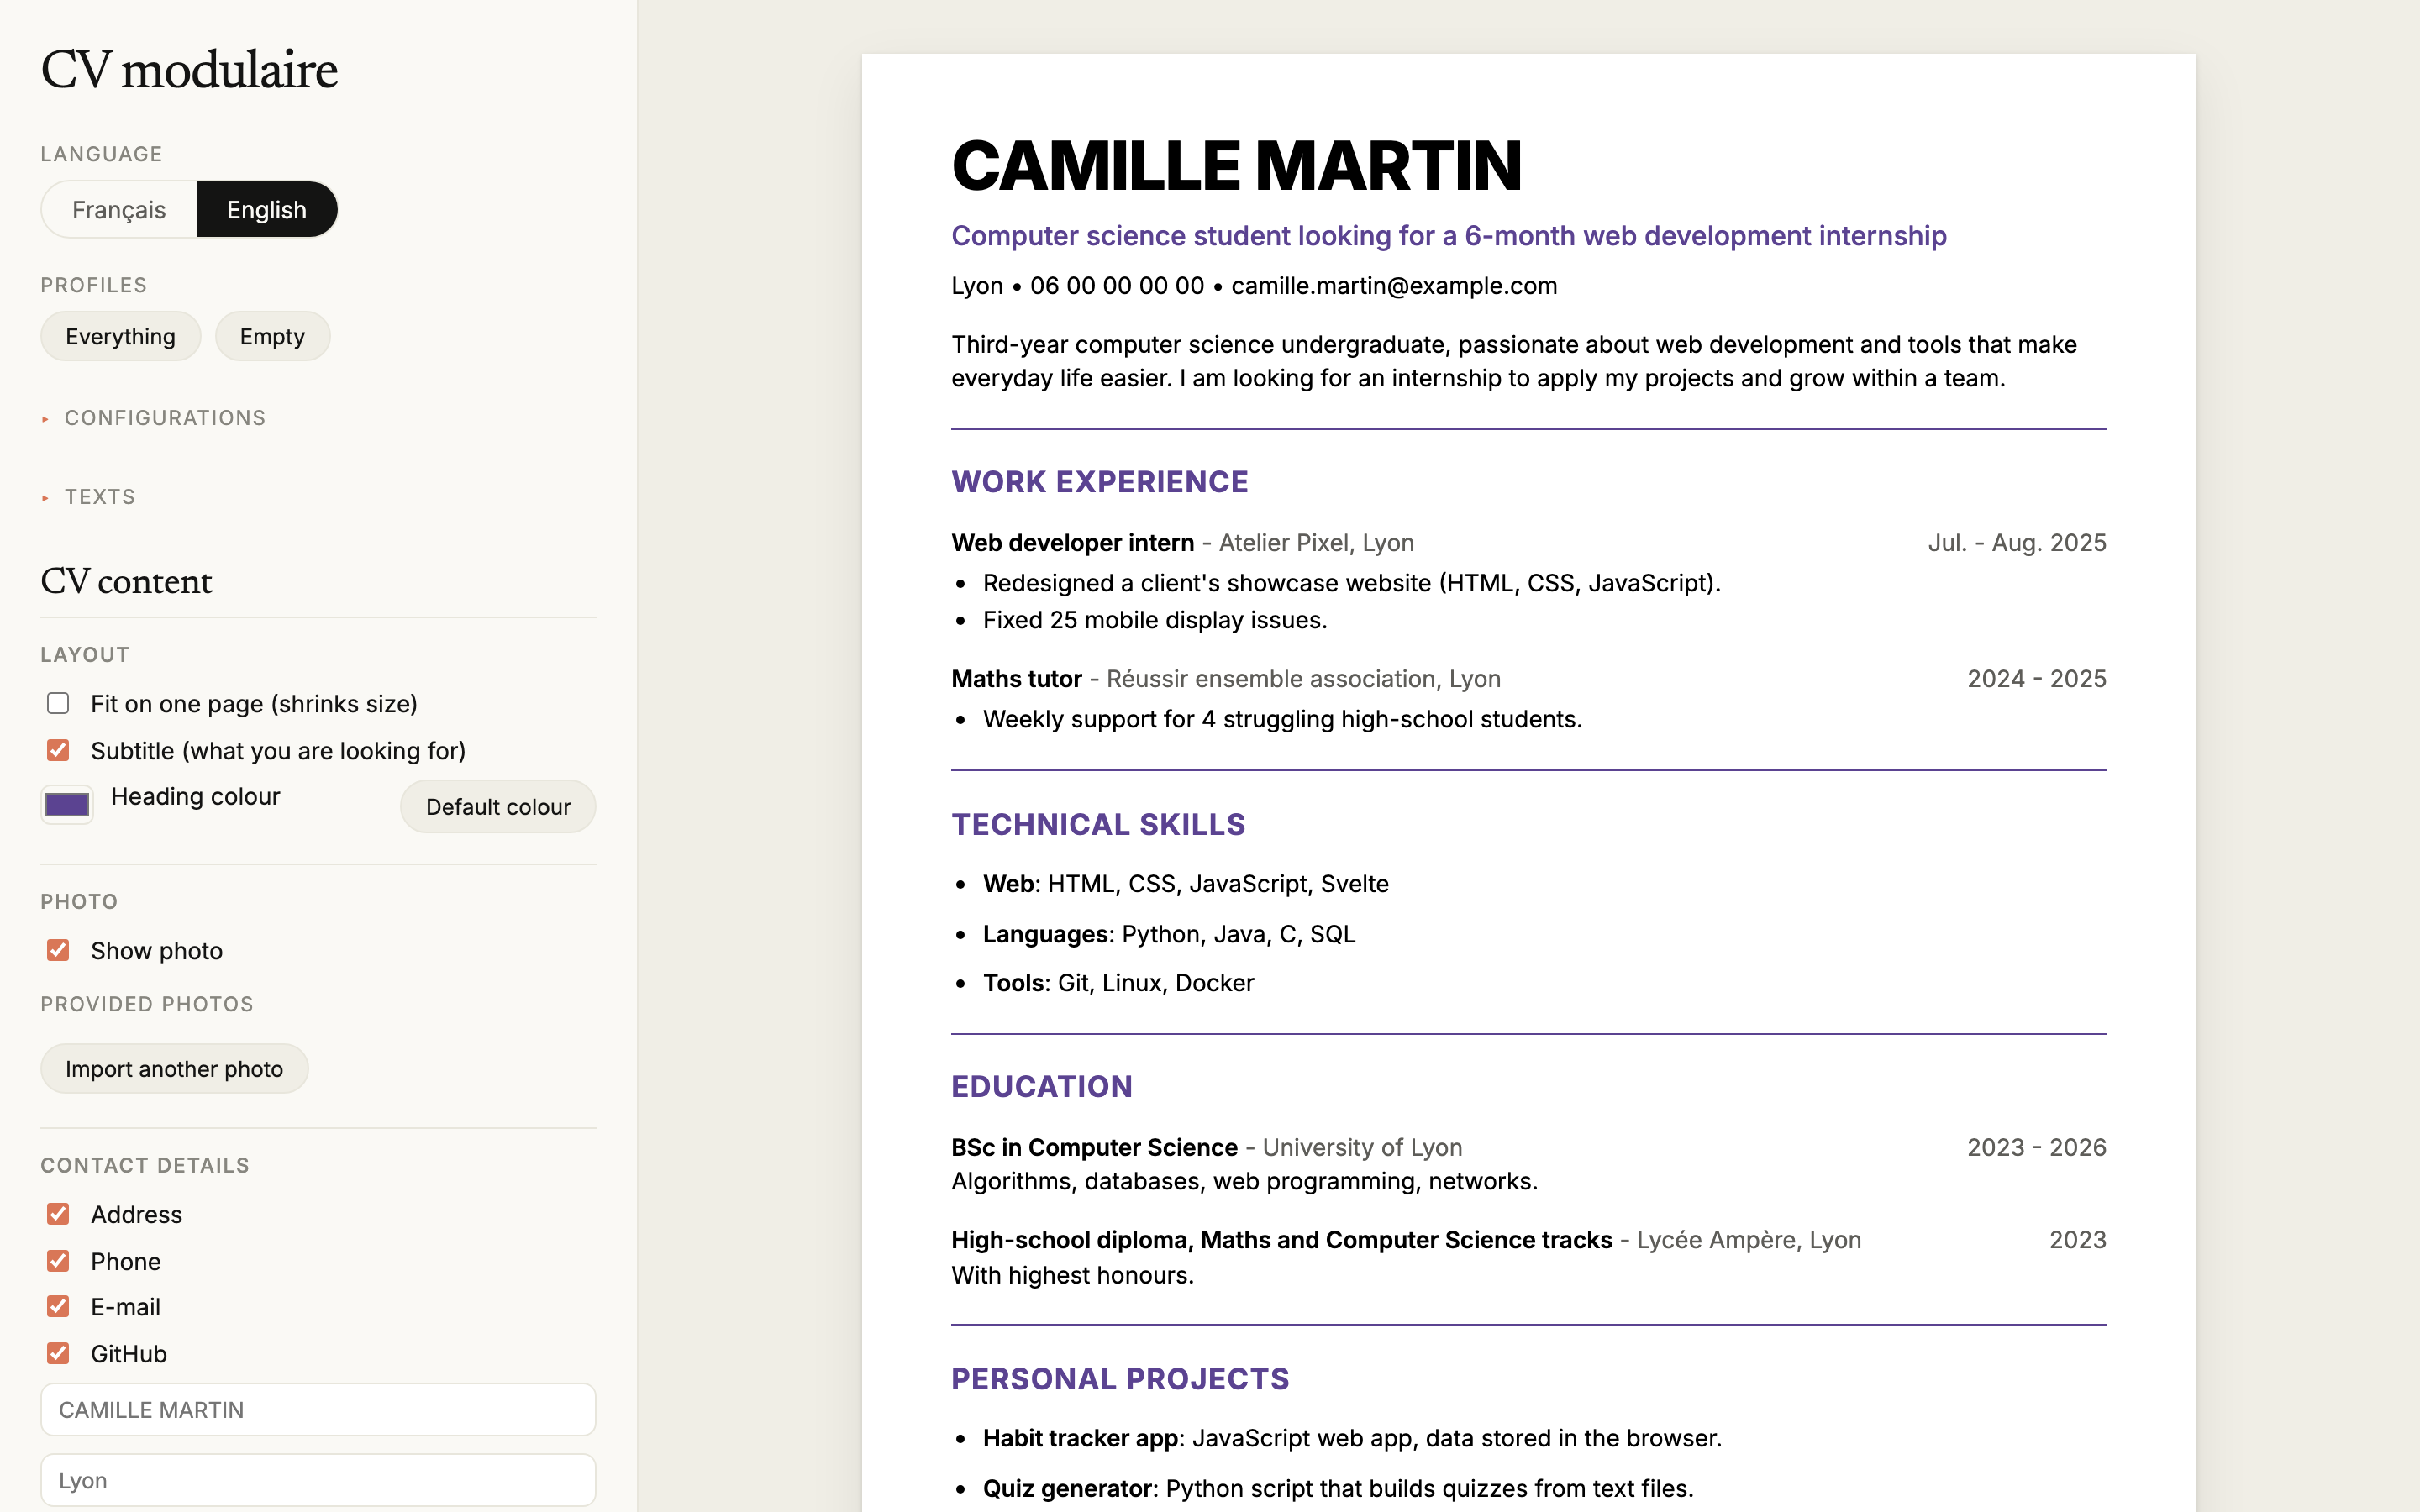 CV modulaire
LANGUAGE
Français English
PROFILES
Everything Empty
CONFIGURATIONS
TEXTS
CV content
LAYOUT
Fit on one page (shrinks size)
Subtitle (what you are looking for)
Heading colour Default colour
PHOTO
Show photo
PROVIDED PHOTOS
Import another photo
CONTACT DETAILS
Address
Phone
E-mail
GitHub
CAMILLE MARTIN
Lyon
CAMILLE MARTIN
Computer science student looking for a 6-month web development internship
Lyon • 06 00 00 00 00 • camille.martin@example.com
Third-year computer science undergraduate, passionate about web development and tools that make
everyday life easier. I am looking for an internship to apply my projects and grow within a team.
WORK EXPERIENCE
Web developer intern - Atelier Pixel, Lyon Jul. - Aug. 2025
• Redesigned a client's showcase website (HTML, CSS, JavaScript).
• Fixed 25 mobile display issues.
Maths tutor - Réussir ensemble association, Lyon 2024 - 2025
• Weekly support for 4 struggling high-school students.
TECHNICAL SKILLS
• Web: HTML, CSS, JavaScript, Svelte
• Languages: Python, Java, C, SQL
• Tools: Git, Linux, Docker
EDUCATION
BSc in Computer Science - University of Lyon 2023 - 2026
Algorithms, databases, web programming, networks.
High-school diploma, Maths and Computer Science tracks - Lycée Ampère, Lyon 2023
With highest honours.
PERSONAL PROJECTS
• Habit tracker app: JavaScript web app, data stored in the browser.
• Quiz generator: Python script that builds quizzes from text files.